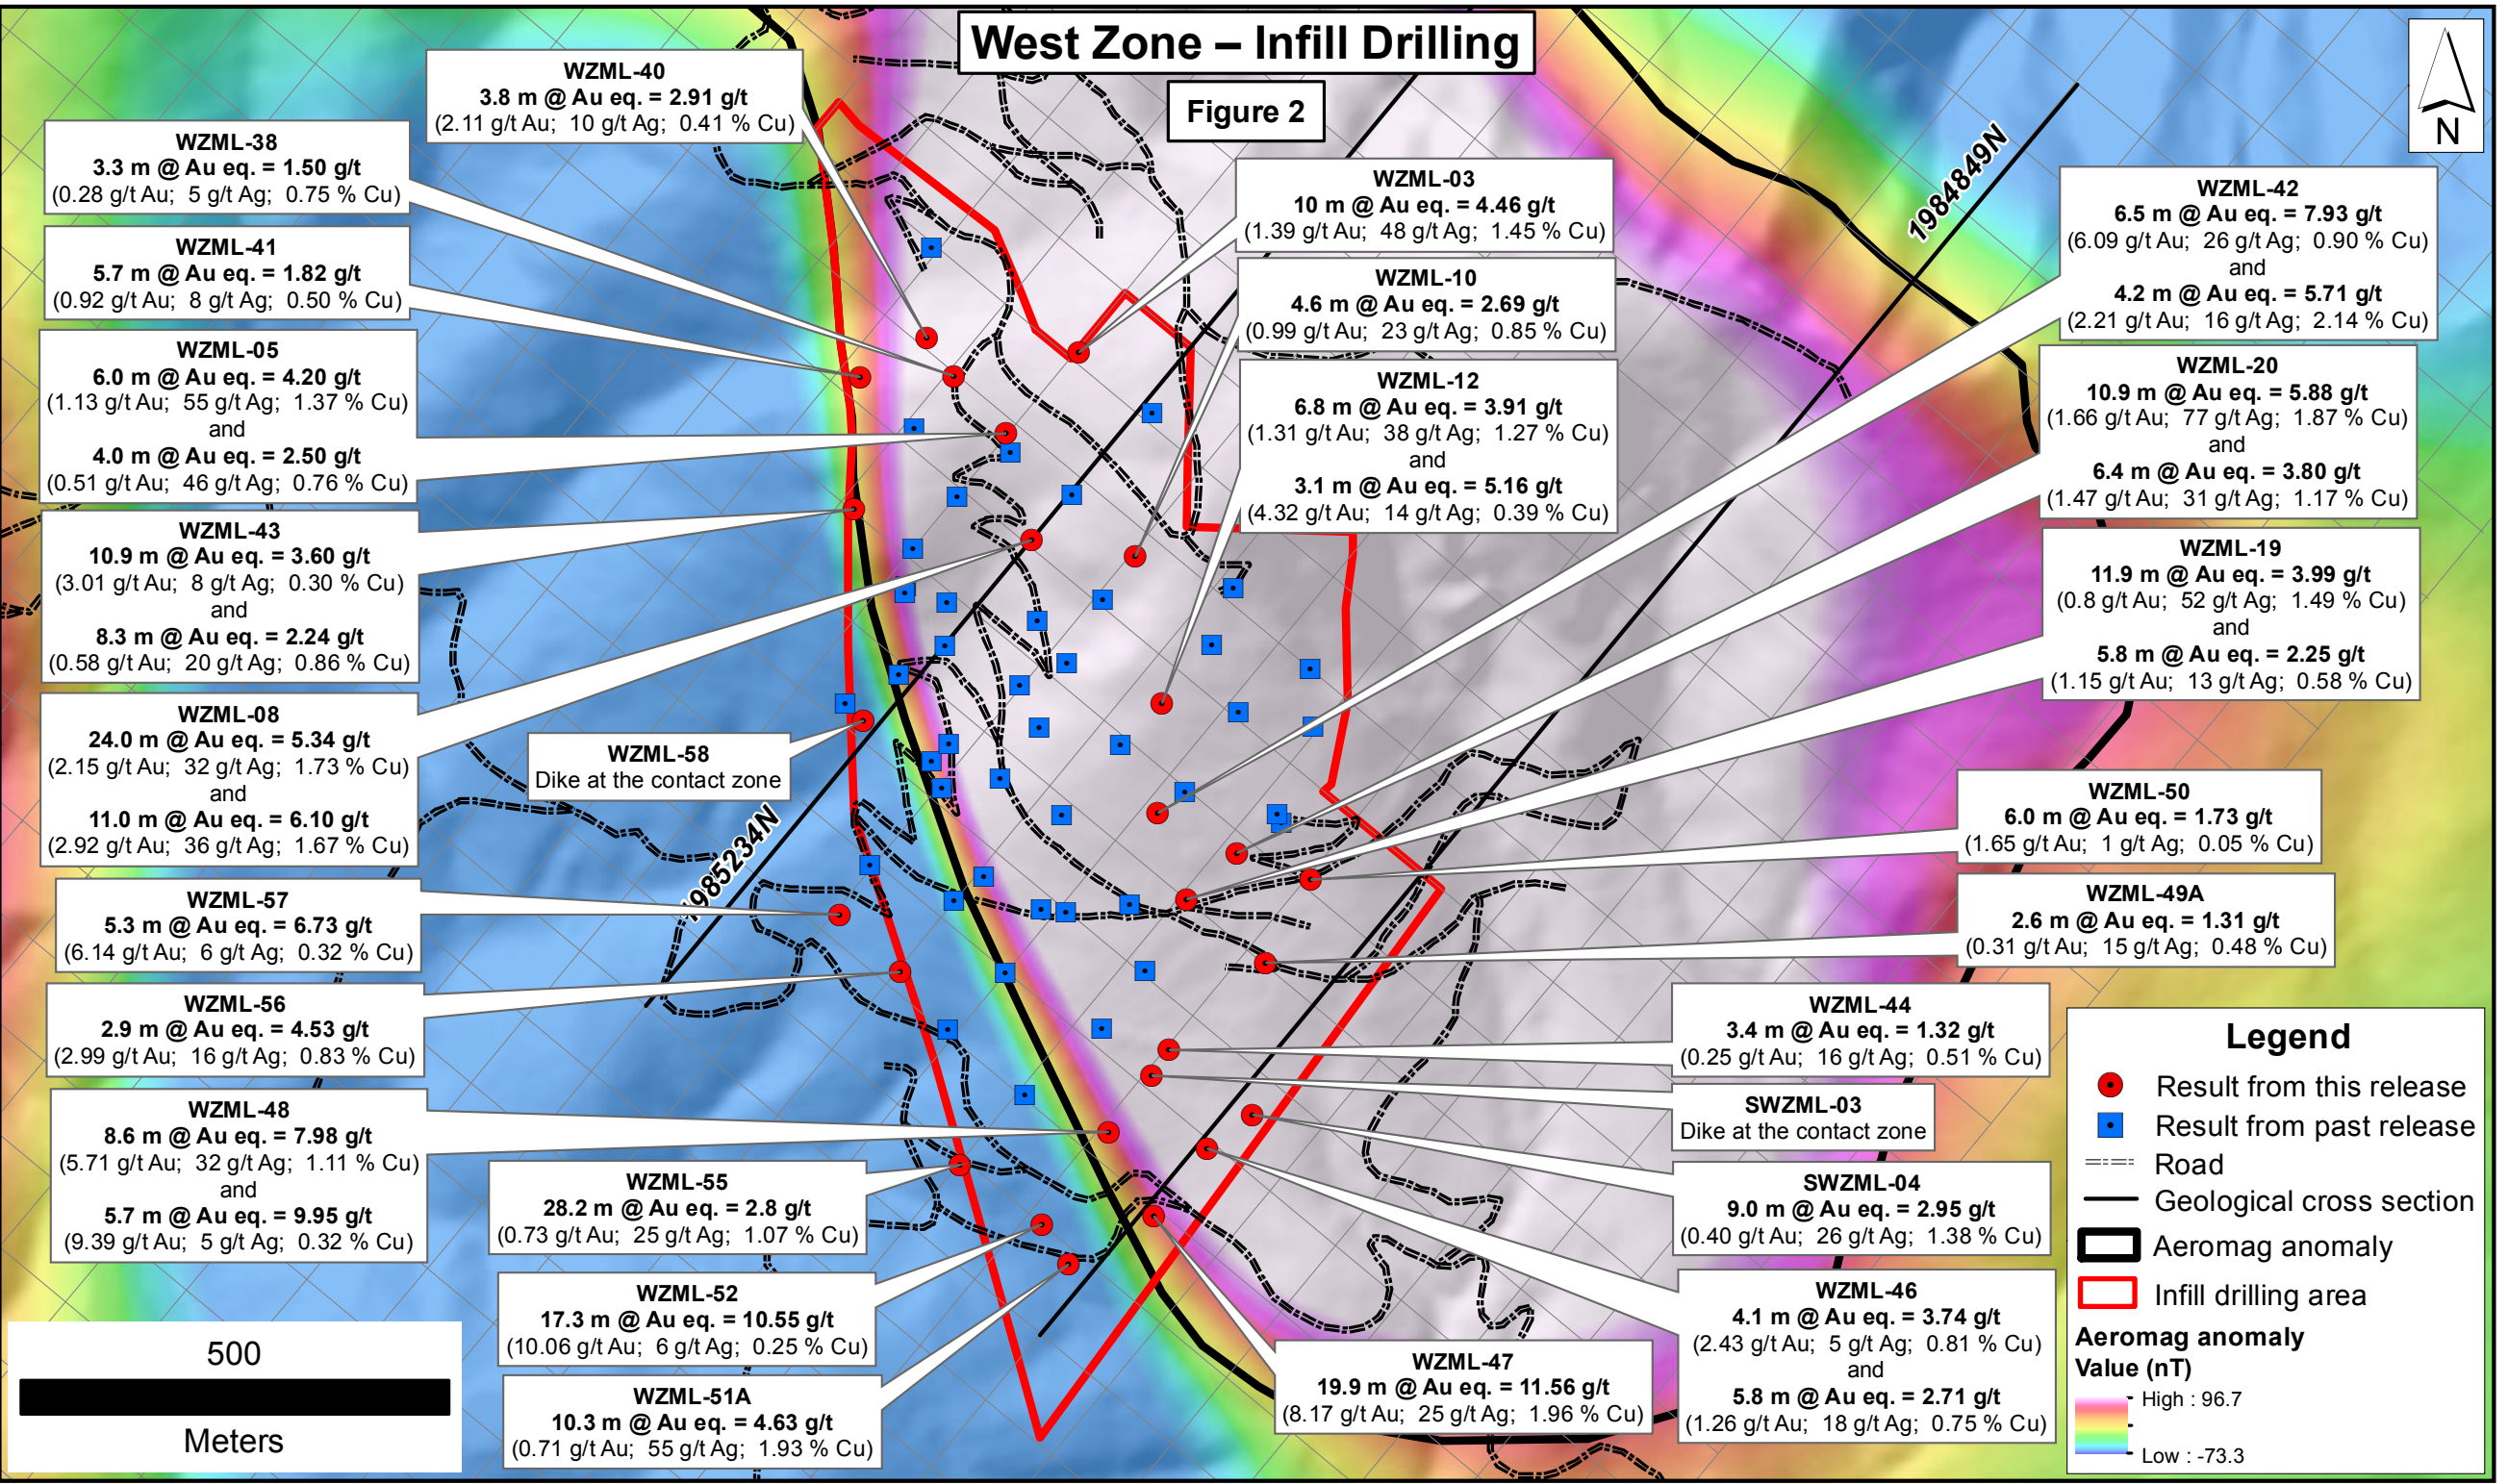 West Zone – Infill Drilling
Figure 2
N
WZML-40
3.8 m @ Au eq. = 2.91 g/t
(2.11 g/t Au; 10 g/t Ag; 0.41 % Cu)
WZML-38
3.3 m @ Au eq. = 1.50 g/t
(0.28 g/t Au; 5 g/t Ag; 0.75 % Cu)
WZML-41
5.7 m @ Au eq. = 1.82 g/t
(0.92 g/t Au; 8 g/t Ag; 0.50 % Cu)
WZML-05
6.0 m @ Au eq. = 4.20 g/t
(1.13 g/t Au; 55 g/t Ag; 1.37 % Cu)
and
4.0 m @ Au eq. = 2.50 g/t
(0.51 g/t Au; 46 g/t Ag; 0.76 % Cu)
WZML-43
10.9 m @ Au eq. = 3.60 g/t
(3.01 g/t Au; 8 g/t Ag; 0.30 % Cu)
and
8.3 m @ Au eq. = 2.24 g/t
(0.58 g/t Au; 20 g/t Ag; 0.86 % Cu)
WZML-08
24.0 m @ Au eq. = 5.34 g/t
(2.15 g/t Au; 32 g/t Ag; 1.73 % Cu)
and
11.0 m @ Au eq. = 6.10 g/t
(2.92 g/t Au; 36 g/t Ag; 1.67 % Cu)
WZML-58
Dike at the contact zone
1985234N
WZML-57
5.3 m @ Au eq. = 6.73 g/t
(6.14 g/t Au; 6 g/t Ag; 0.32 % Cu)
WZML-56
2.9 m @ Au eq. = 4.53 g/t
(2.99 g/t Au; 16 g/t Ag; 0.83 % Cu)
WZML-48
8.6 m @ Au eq. = 7.98 g/t
(5.71 g/t Au; 32 g/t Ag; 1.11 % Cu)
and
5.7 m @ Au eq. = 9.95 g/t
(9.39 g/t Au; 5 g/t Ag; 0.32 % Cu)
WZML-55
28.2 m @ Au eq. = 2.8 g/t
(0.73 g/t Au; 25 g/t Ag; 1.07 % Cu)
WZML-52
17.3 m @ Au eq. = 10.55 g/t
(10.06 g/t Au; 6 g/t Ag; 0.25 % Cu)
WZML-51A
10.3 m @ Au eq. = 4.63 g/t
(0.71 g/t Au; 55 g/t Ag; 1.93 % Cu)
500
Meters
WZML-03
10 m @ Au eq. = 4.46 g/t
(1.39 g/t Au; 48 g/t Ag; 1.45 % Cu)
WZML-10
4.6 m @ Au eq. = 2.69 g/t
(0.99 g/t Au; 23 g/t Ag; 0.85 % Cu)
WZML-12
6.8 m @ Au eq. = 3.91 g/t
(1.31 g/t Au; 38 g/t Ag; 1.27 % Cu)
and
3.1 m @ Au eq. = 5.16 g/t
(4.32 g/t Au; 14 g/t Ag; 0.39 % Cu)
1984849N
WZML-42
6.5 m @ Au eq. = 7.93 g/t
(6.09 g/t Au; 26 g/t Ag; 0.90 % Cu)
and
4.2 m @ Au eq. = 5.71 g/t
(2.21 g/t Au; 16 g/t Ag; 2.14 % Cu)
WZML-20
10.9 m @ Au eq. = 5.88 g/t
(1.66 g/t Au; 77 g/t Ag; 1.87 % Cu)
and
6.4 m @ Au eq. = 3.80 g/t
(1.47 g/t Au; 31 g/t Ag; 1.17 % Cu)
WZML-19
11.9 m @ Au eq. = 3.99 g/t
(0.8 g/t Au; 52 g/t Ag; 1.49 % Cu)
and
5.8 m @ Au eq. = 2.25 g/t
(1.15 g/t Au; 13 g/t Ag; 0.58 % Cu)
WZML-50
6.0 m @ Au eq. = 1.73 g/t
(1.65 g/t Au; 1 g/t Ag; 0.05 % Cu)
WZML-49A
2.6 m @ Au eq. = 1.31 g/t
(0.31 g/t Au; 15 g/t Ag; 0.48 % Cu)
WZML-44
3.4 m @ Au eq. = 1.32 g/t
(0.25 g/t Au; 16 g/t Ag; 0.51 % Cu)
SWZML-03
Dike at the contact zone
SWZML-04
9.0 m @ Au eq. = 2.95 g/t
(0.40 g/t Au; 26 g/t Ag; 1.38 % Cu)
WZML-46
4.1 m @ Au eq. = 3.74 g/t
(2.43 g/t Au; 5 g/t Ag; 0.81 % Cu)
and
5.8 m @ Au eq. = 2.71 g/t
(1.26 g/t Au; 18 g/t Ag; 0.75 % Cu)
WZML-47
19.9 m @ Au eq. = 11.56 g/t
(8.17 g/t Au; 25 g/t Ag; 1.96 % Cu)
Legend
Result from this release
Result from past release
Road
Geological cross section
Aeromag anomaly
Infill drilling area
Aeromag anomaly
Value (nT)
High : 96.7
Low : -73.3